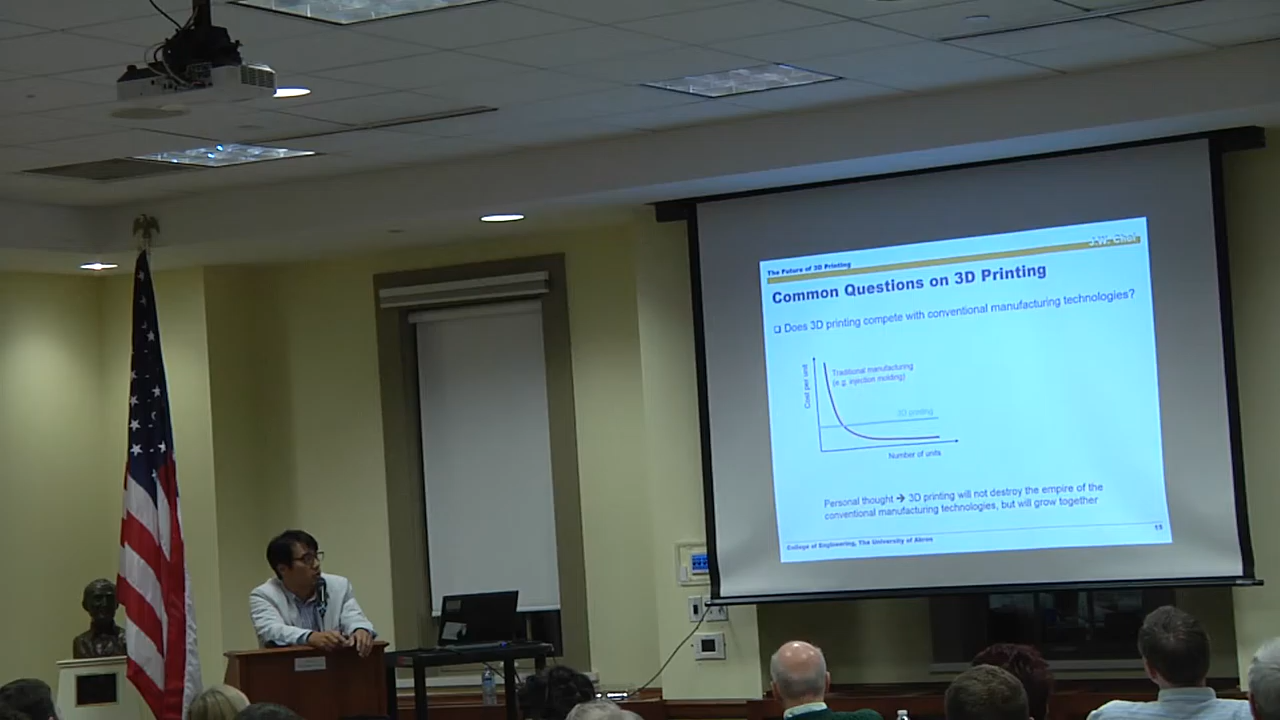 J.W. Choi
The Future of 3D Printing
Common Questions on 3D Printing
❑ Does 3D printing compete with conventional manufacturing technologies?
Cost per unit
Traditional manufacturing
(e.g. injection molding)
3D printing
Number of units
Personal thought ➔ 3D printing will not destroy the empire of the
conventional manufacturing technologies, but will grow together
College of Engineering, The University of Akron
15